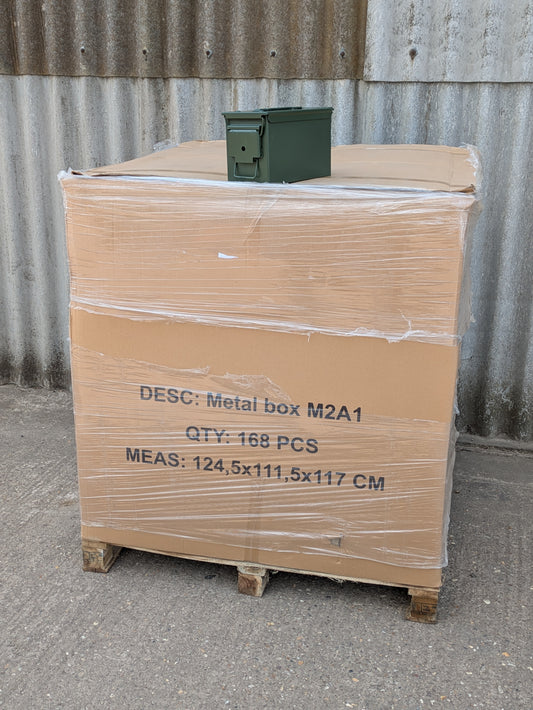 DESC: Metal box M2A1
QTY: 168 PCS
MEAS: 124,5x111,5x117 CM